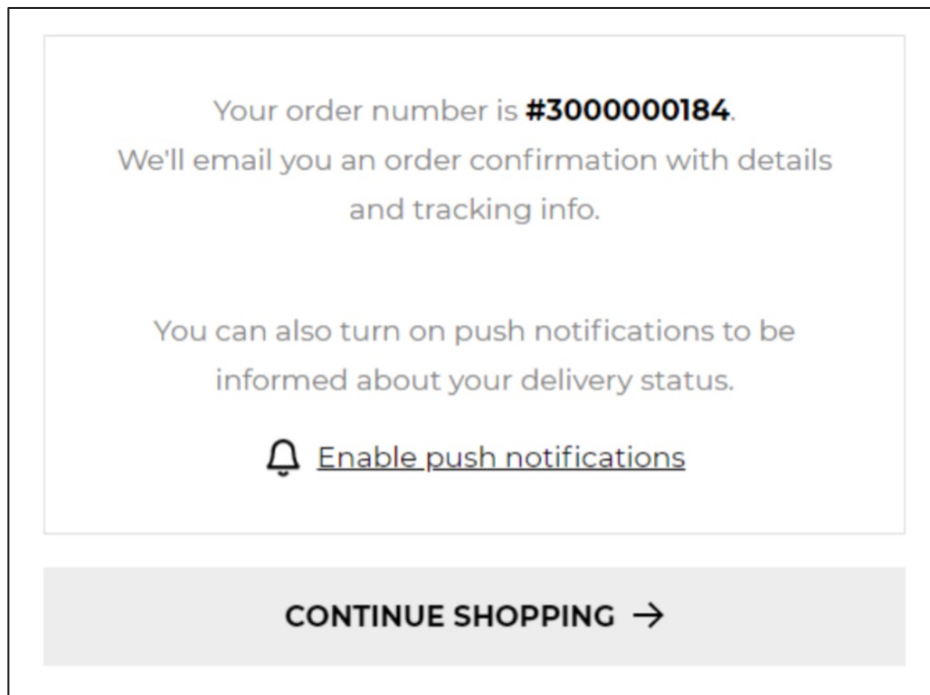 Your order number is #3000000184.
We'll email you an order confirmation with details
and tracking info.
You can also turn on push notifications to be
informed about your delivery status.
Enable push notifications
CONTINUE SHOPPING →